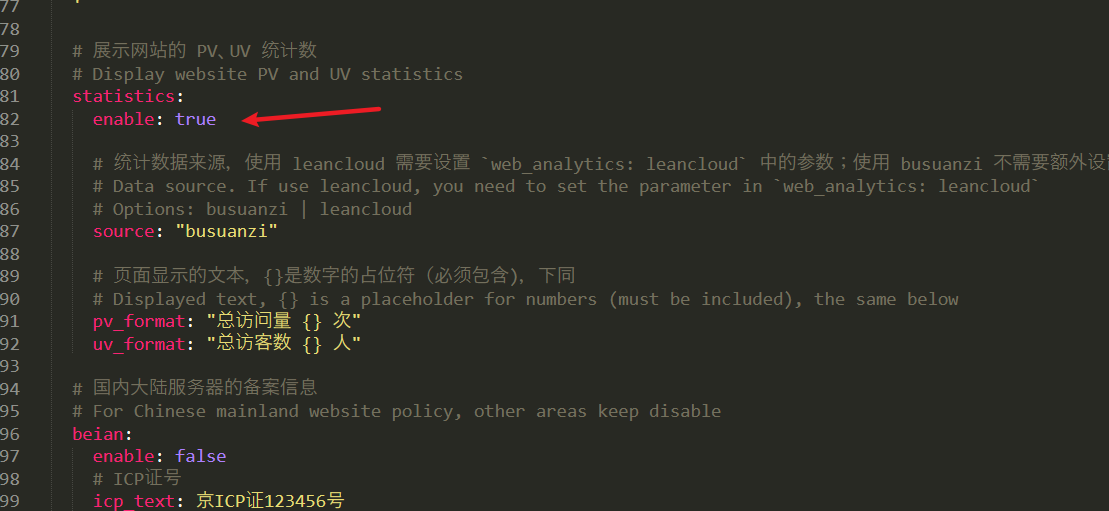 77
78
79 # 展示网站的 PV、UV 统计数
80 # Display website PV and UV statistics
81 statistics:
82 enable: true
83
84 # 统计数据来源，使用 leancloud 需要设置 `web_analytics: leancloud` 中的参数；使用 busuanzi 不需要额外设
85 # Data source. If use leancloud, you need to set the parameter in `web_analytics: leancloud`
86 # Options: busuanzi | leancloud
87 source: "busuanzi"
88
89 # 页面显示的文本，{}是数字的占位符（必须包含)，下同
90 # Displayed text, {} is a placeholder for numbers (must be included), the same below
91 pv_format: "总访问量 {} 次"
92 uv_format: "总访客数 {} 人"
93
94 # 国内大陆服务器的备案信息
95 # For Chinese mainland website policy, other areas keep disable
96 beian:
97 enable: false
98 # ICP证号
99 icp_text: 京ICP证123456号